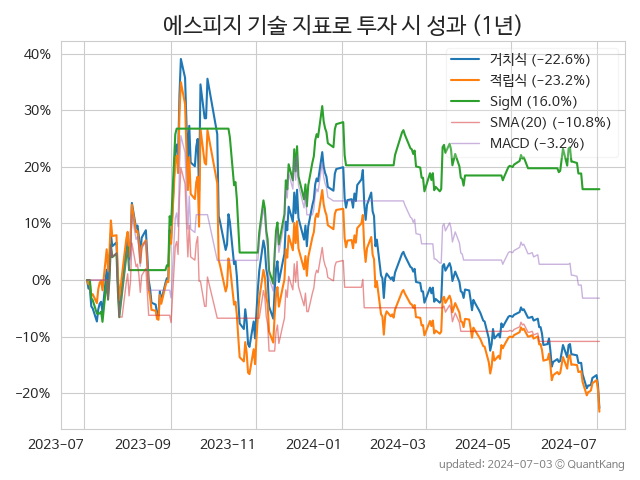 에스피지 기술 지표로 투자 시 성과 (1년)
거치식 (−22.6%)
적립식 (−23.2%)
SigM (16.0%)
SMA(20) (−10.8%)
MACD (−3.2%)
40%
30%
20%
10%
0%
−10%
−20%
2023-07 2023-09 2023-11 2024-01 2024-03 2024-05 2024-07
updated: 2024-07-03 ⓒ QuantKang